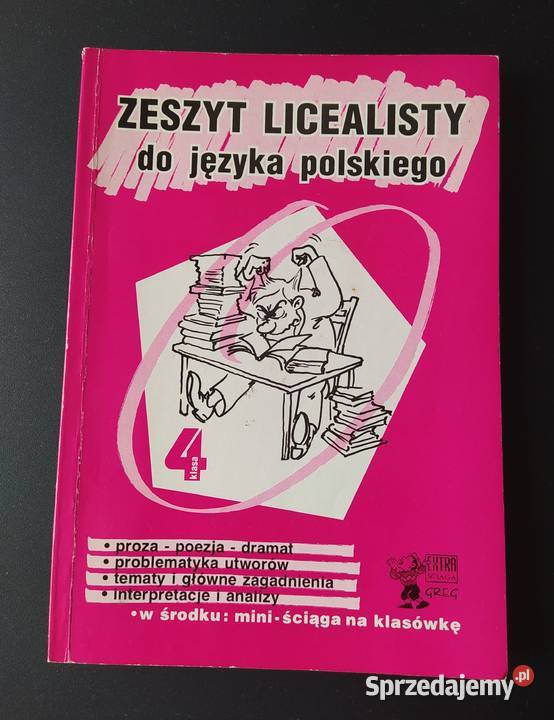 ZESZYT LICEALISTY
do języka polskiego
4
klasa
• proza - poezja - dramat
• problematyka utworów
• tematy i główne zagadnienia
• interpretacje i analizy
• w środku: mini-ściąga na klasówkę
EXTRA
ŚCIĄGA
GREG
Sprzedajemy.pl